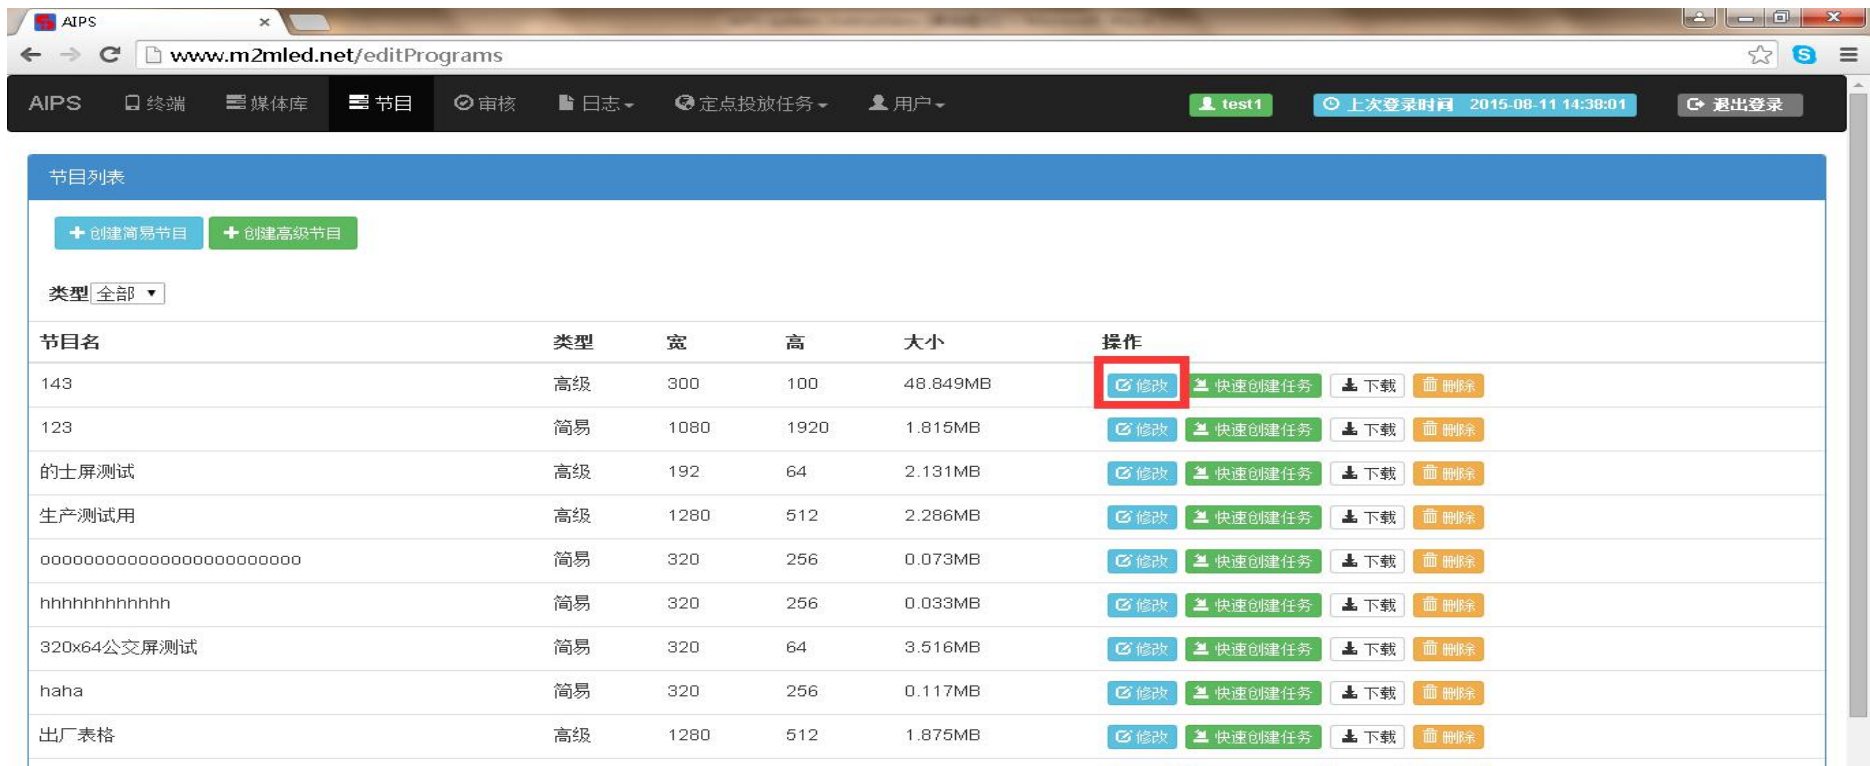 AIPS
www.m2mled.net/editPrograms
AIPS 终端 媒体库 节目 审核 日志 定点投放任务 用户 test1 上次登录时间 2015-08-11 14:38:01 退出登录
节目列表
创建简易节目 创建高级节目
类型 全部
节目名 类型 宽 高 大小 操作
143 高级 300 100 48.849MB 修改 快速创建任务 下载 删除
123 简易 1080 1920 1.815MB 修改 快速创建任务 下载 删除
的士屏测试 高级 192 64 2.131MB 修改 快速创建任务 下载 删除
生产测试用 高级 1280 512 2.286MB 修改 快速创建任务 下载 删除
oooooooooooooooooooooooo 简易 320 256 0.073MB 修改 快速创建任务 下载 删除
hhhhhhhhhhhh 简易 320 256 0.033MB 修改 快速创建任务 下载 删除
320x64公交屏测试 简易 320 64 3.516MB 修改 快速创建任务 下载 删除
haha 简易 320 256 0.117MB 修改 快速创建任务 下载 删除
出厂表格 高级 1280 512 1.875MB 修改 快速创建任务 下载 删除